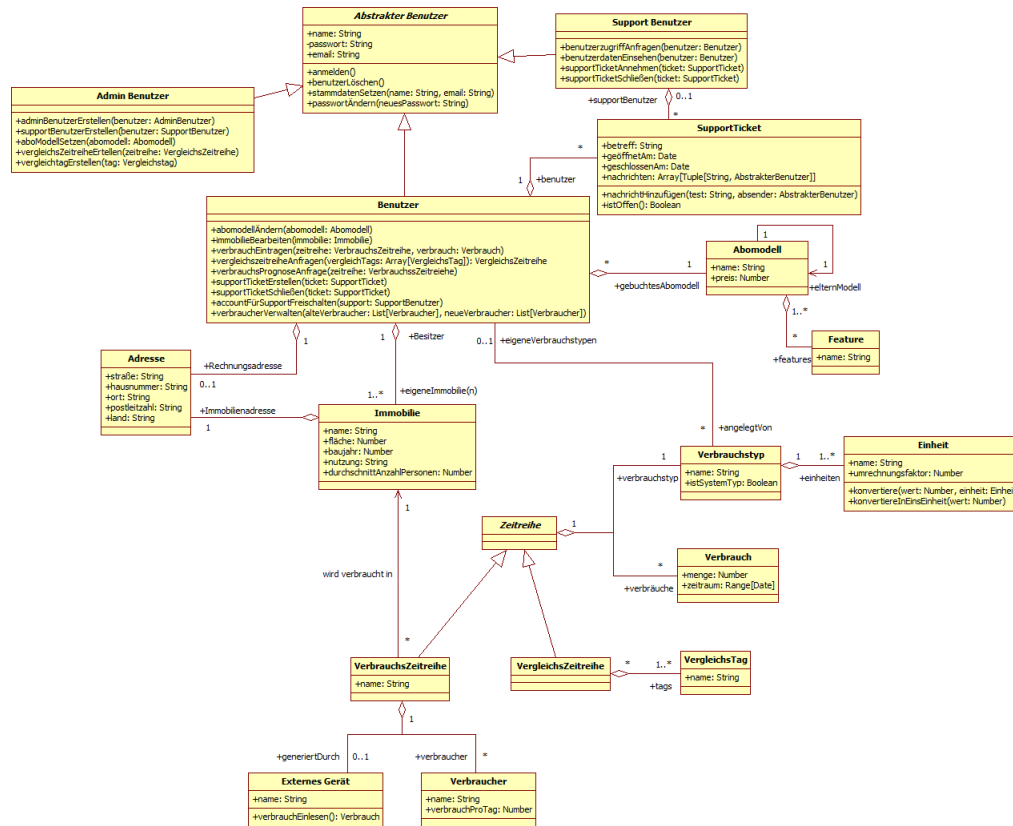 Abstrakter Benutzer
+name: String
-passwort: String
+email: String
+anmelden()
+benutzerLöschen()
+stammdatenSetzen(name: String, email: String)
+passwortÄndern(neuesPasswort: String)
Support Benutzer
+benutzerzugriffAnfragen(benutzer: Benutzer)
+benutzerdatenEinsehen(benutzer: Benutzer)
+supportTicketAnnehmen(ticket: SupportTicket)
+supportTicketSchließen(ticket: SupportTicket)
Admin Benutzer
+adminBenutzerErstellen(benutzer: AdminBenutzer)
+supportBenutzerErstellen(benutzer: SupportBenutzer)
+aboModellSetzen(abomodell: Abomodell)
+vergleichsZeitreiheErtellen(zeitreihe: VergleichsZeitreihe)
+vergleichtagErstellen(tag: Vergleichstag)
+supportBenutzer
0..1
*
SupportTicket
+betreff: String
+geöffnetAm: Date
+geschlossenAm: Date
+nachrichten: Array[Tuple[String, AbstrakterBenutzer]]
+nachrichtHinzufügen(test: String, absender: AbstrakterBenutzer)
+istOffen(): Boolean
*
1
+benutzer
Benutzer
+abomodellÄndern(abomodell: Abomodell)
+immobilieBearbeiten(immobilie: Immobilie)
+verbrauchEintragen(zeitreihe: VerbrauchsZeitreihe, verbrauch: Verbrauch)
+vergleichszeitreiheAnfragen(vergleichTags: Array[VergleichsTag]): VergleichsZeitreihe
+verbrauchsPrognoseAnfrage(zeitreihe: VerbrauchssZeitreiehe)
+supportTicketErstellen(ticket: SupportTicket)
+supportTicketSchließen(ticket: SupportTicket)
+accountFürSupportFreischalten(support: SupportBenutzer)
+verbraucherVerwalten(alteVerbraucher: List[Verbraucher], neueVerbraucher: List[Verbraucher])
*
1
+gebuchtesAbomodell
Abomodell
+name: String
+preis: Number
1
1
+elternModell
1..*
*
+features
Feature
+name: String
1
+Rechnungsadresse
0..1
1
+Besitzer
+eigeneImmobilie(n)
1..*
0..1
+eigeneVerbrauchstypen
+angelegtVon
*
Adresse
+straße: String
+hausnummer: String
+ort: String
+postleitzahl: String
+land: String
+Immobilienadresse
1
Immobilie
+name: String
+fläche: Number
+baujahr: Number
+nutzung: String
+durchschnittAnzahlPersonen: Number
Verbrauchstyp
+name: String
+istSystemTyp: Boolean
1
+verbrauchstyp
1
1..*
+einheiten
Einheit
+name: String
+umrechnungsfaktor: Number
+konvertiere(wert: Number, einheit: Einhei
+konvertiereInEinsEinheit(wert: Number)
1
wird verbraucht in
*
Zeitreihe
1
*
+verbräuche
Verbrauch
+menge: Number
+zeitraum: Range[Date]
VerbrauchsZeitreihe
+name: String
VergleichsZeitreihe
*
1..*
+tags
VergleichsTag
+name: String
1
+generiertDurch
0..1
+verbraucher
*
Externes Gerät
+name: String
+verbrauchEinlesen(): Verbrauch
Verbraucher
+name: String
+verbrauchProTag: Number